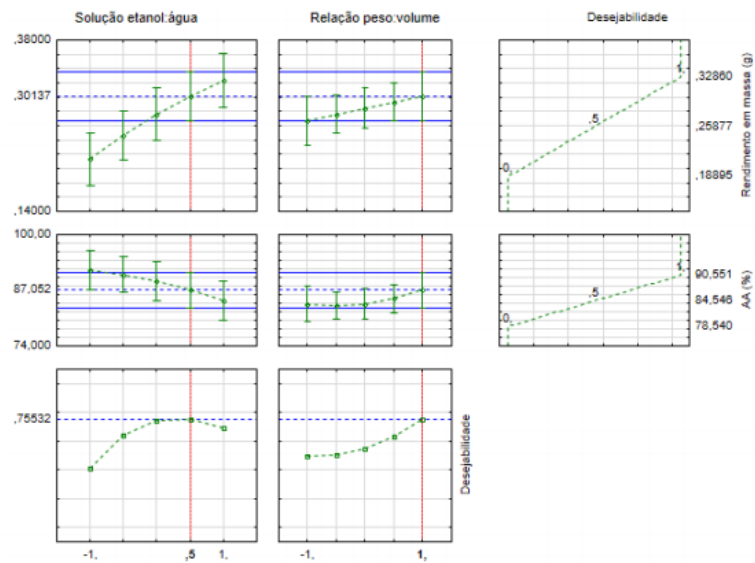 Solução etanol:água
Relação peso:volume
Desejabilidade
,38000
,30137
,14000
1,
,5
0,
,32860
,25877
,18895
Rendimento em massa (g)
100,00
87,052
74,000
1,
,5
0,
90,551
84,546
78,540
AA (%)
,75532
Desejabilidade
-1, ,5 1,
-1, 1,